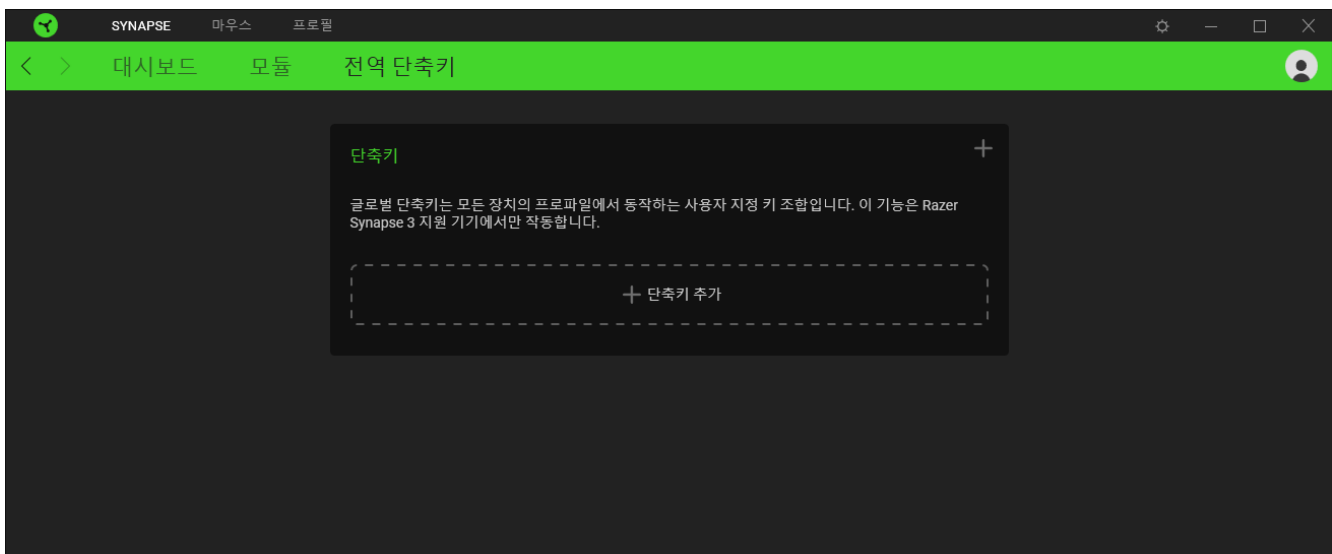 SYNAPSE 마우스 프로필
대시보드 모듈 전역 단축키
단축키
글로벌 단축키는 모든 장치의 프로파일에서 동작하는 사용자 지정 키 조합입니다. 이 기능은 Razer
Synapse 3 지원 기기에서만 작동합니다.
단축키 추가